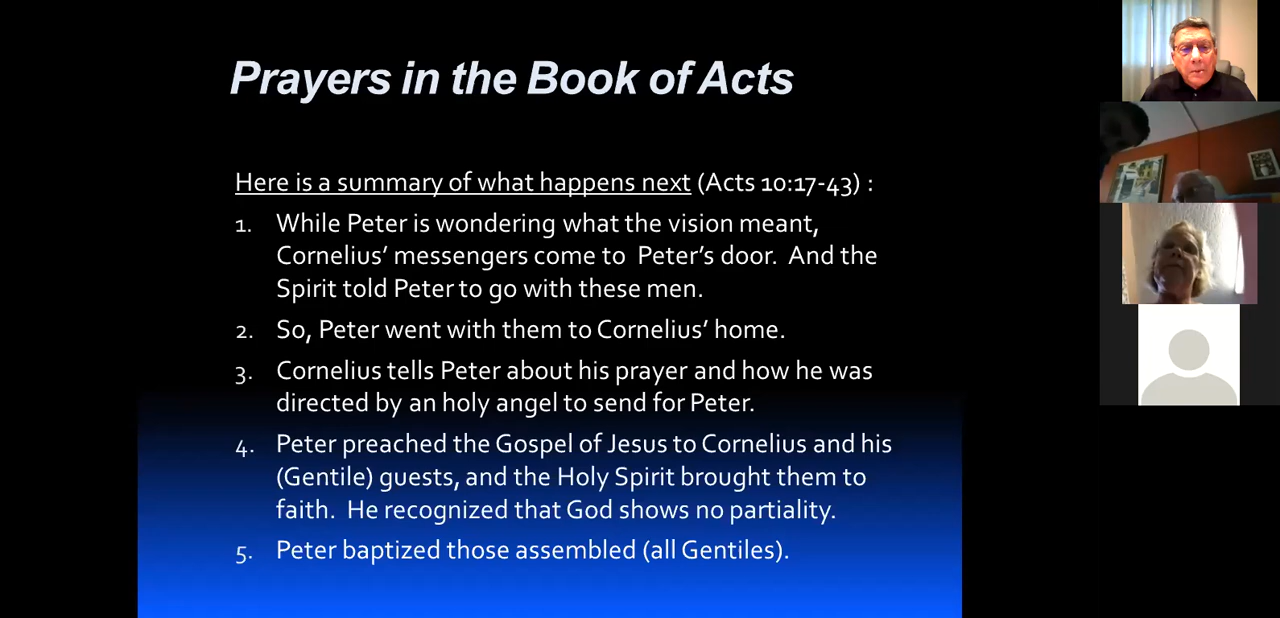 Prayers in the Book of Acts
Here is a summary of what happens next (Acts 10:17-43) :
1. While Peter is wondering what the vision meant,
Cornelius’ messengers come to Peter’s door. And the
Spirit told Peter to go with these men.
2. So, Peter went with them to Cornelius’ home.
3. Cornelius tells Peter about his prayer and how he was
directed by an holy angel to send for Peter.
4. Peter preached the Gospel of Jesus to Cornelius and his
(Gentile) guests, and the Holy Spirit brought them to
faith. He recognized that God shows no partiality.
5. Peter baptized those assembled (all Gentiles).